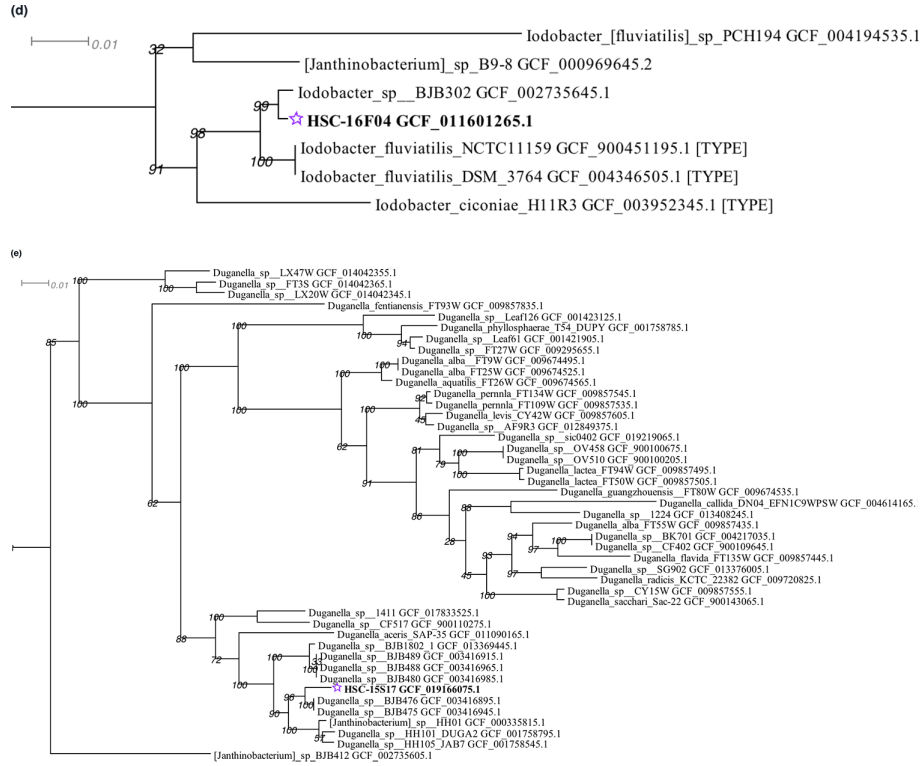 (d)
0.01
Iodobacter_[fluviatilis]_sp_PCH194 GCF_004194535.1
32
[Janthinobacterium]_sp_B9-8 GCF_000969645.2
Iodobacter_sp__BJB302 GCF_002735645.1
99
HSC-16F04 GCF_011601265.1
98
Iodobacter_fluviatilis_NCTC11159 GCF_900451195.1 [TYPE]
100
91
Iodobacter_fluviatilis_DSM_3764 GCF_004346505.1 [TYPE]
Iodobacter_ciconiae_H11R3 GCF_003952345.1 [TYPE]
(e)
0.01
Duganella_sp__LX47W GCF_014042355.1
100
Duganella_sp__FT3S GCF_014042365.1
100
Duganella_sp__LX20W GCF_014042345.1
Duganella_fentianensis_FT93W GCF_009857835.1
Duganella_sp__Leaf126 GCF_001423125.1
100
Duganella_phyllosphaerae_T54_DUPY GCF_001758785.1
100
Duganella_sp__Leaf61 GCF_001421905.1
94
85
Duganella_sp__FT27W GCF_009295655.1
Duganella_alba__FT9W GCF_009674495.1
100
100
Duganella_alba_FT25W GCF_009674525.1
100
Duganella_aquatilis_FT26W GCF_009674565.1
Duganella_pernnla_FT134W GCF_009857545.1
92
100
Duganella_pernnla_FT109W GCF_009857535.1
100
100
Duganella_levis_CY42W GCF_009857605.1
45
Duganella_sp__AF9R3 GCF_012849375.1
Duganella_sp__sic0402 GCF_019219065.1
62
81
Duganella_sp__OV458 GCF_900100675.1
100
Duganella_sp__OV510 GCF_900100205.1
79
Duganella_lactea_FT94W GCF_009857495.1
100
91
Duganella_lactea_FT50W GCF_009857505.1
Duganella_guangzhouensis__FT80W GCF_009674535.1
62
Duganella_callida_DN04_EFN1C9WPSW GCF_004614165.
88
Duganella_sp__1224 GCF_013408245.1
86
Duganella_alba_FT55W GCF_009857435.1
94
Duganella_sp__BK701 GCF_004217035.1
28
100
Duganella_sp__CF402 GCF_900109645.1
97
93
Duganella_flavida_FT135W GCF_009857445.1
Duganella_sp__SG902 GCF_013376005.1
45
97
Duganella_radicis_KCTC_22382 GCF_009720825.1
Duganella_sp__CY15W GCF_009857555.1
100
Duganella_sacchari_Sac-22 GCF_900143065.1
Duganella_sp__1411 GCF_017833525.1
100
Duganella_sp__CF517 GCF_900110275.1
88
Duganella_aceris_SAP-35 GCF_011090165.1
Duganella_sp__BJB1802_1 GCF_013369445.1
72
100
Duganella_sp__BJB489 GCF_003416915.1
33
Duganella_sp__BJB488 GCF_003416965.1
100
Duganella_sp__BJB480 GCF_003416985.1
100
HSC-15S17 GCF_019166075.1
96
Duganella_sp__BJB476 GCF_003416895.1
Duganella_sp__BJB475 GCF_003416945.1
90
[Janthinobacterium]_sp__HH01 GCF_000335815.1
100
Duganella_sp__HH101_DUGA2 GCF_001758795.1
57
Duganella_sp__HH105_JAB7 GCF_001758545.1
[Janthinobacterium]_sp_BJB412 GCF_002735605.1